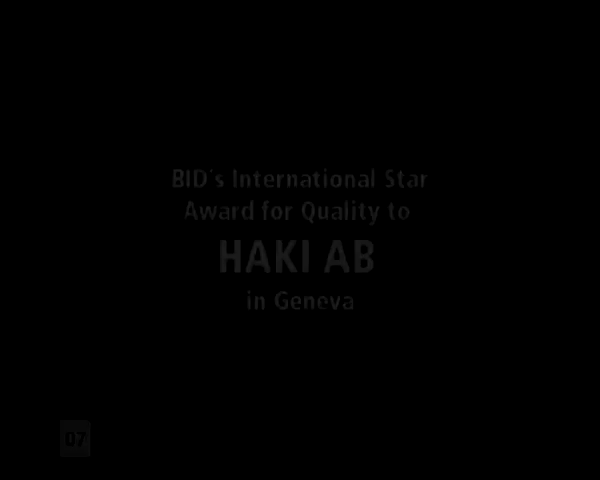 BID's International Star
Award for Quality to
HAKI AB
in Geneva
07